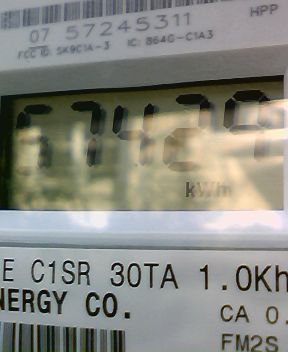 HPP
07 57245311
FCC ID: SK9C1A-3 IC: 864G-C1A3
57429
kWh
E C1SR 30TA 1.0Kh
NERGY CO.
CA 0.
FM2S